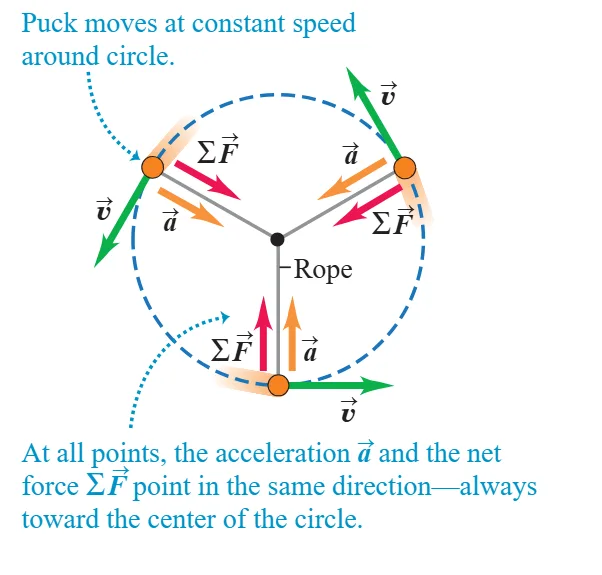 Puck moves at constant speed
around circle.
v⃗
ΣF⃗
a⃗
v⃗
a⃗
ΣF⃗
Rope
ΣF⃗
a⃗
v⃗
At all points, the acceleration a⃗ and the net
force ΣF⃗ point in the same direction—always
toward the center of the circle.